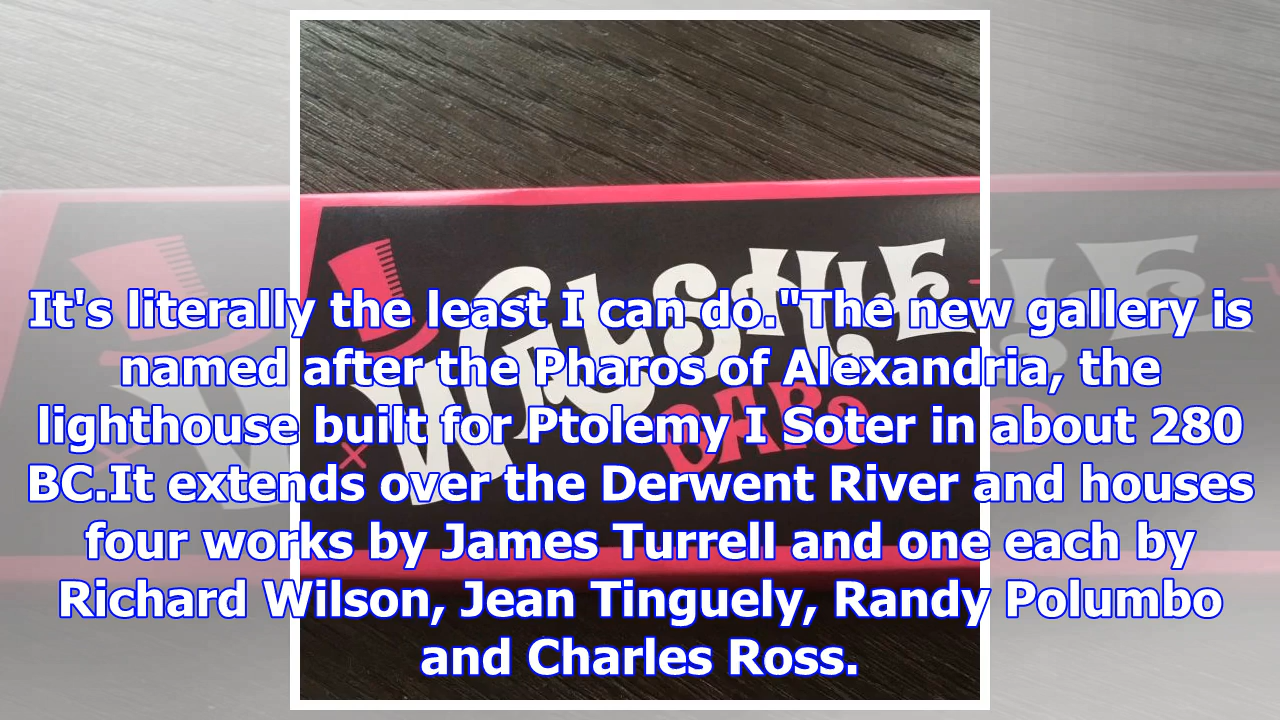 It's literally the least I can do."The new gallery is
named after the Pharos of Alexandria, the
lighthouse built for Ptolemy I Soter in about 280
BC.It extends over the Derwent River and houses
four works by James Turrell and one each by
Richard Wilson, Jean Tinguely, Randy Polumbo
and Charles Ross.
BARS